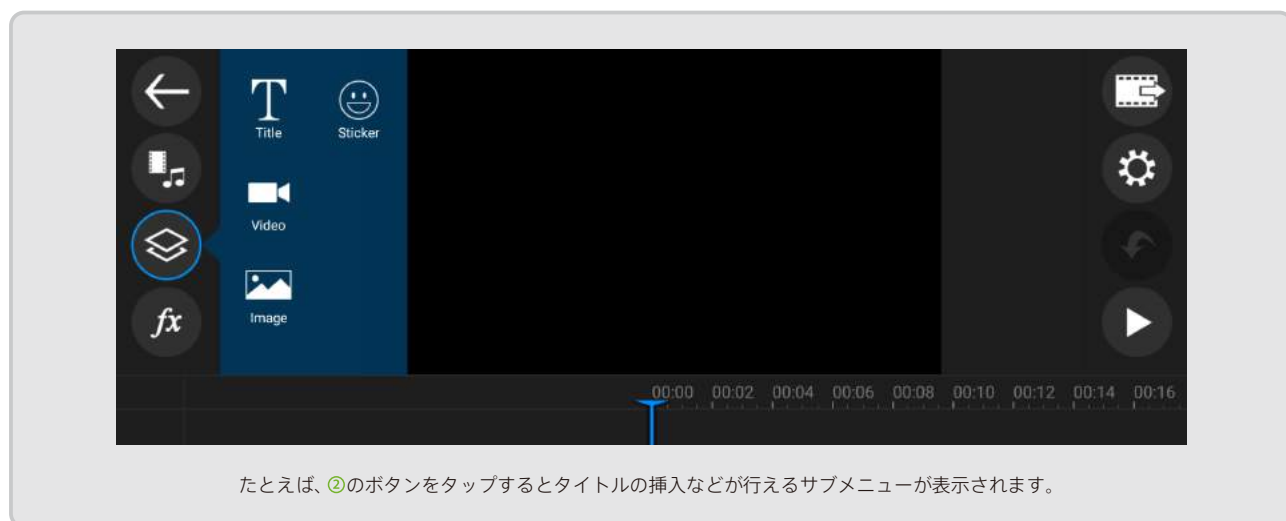 Title
Sticker
Video
Image
fx
00:00 00:02 00:04 00:06 00:08 00:10 00:12 00:14 00:16
たとえば、②のボタンをタップするとタイトルの挿入などが行えるサブメニューが表示されます。